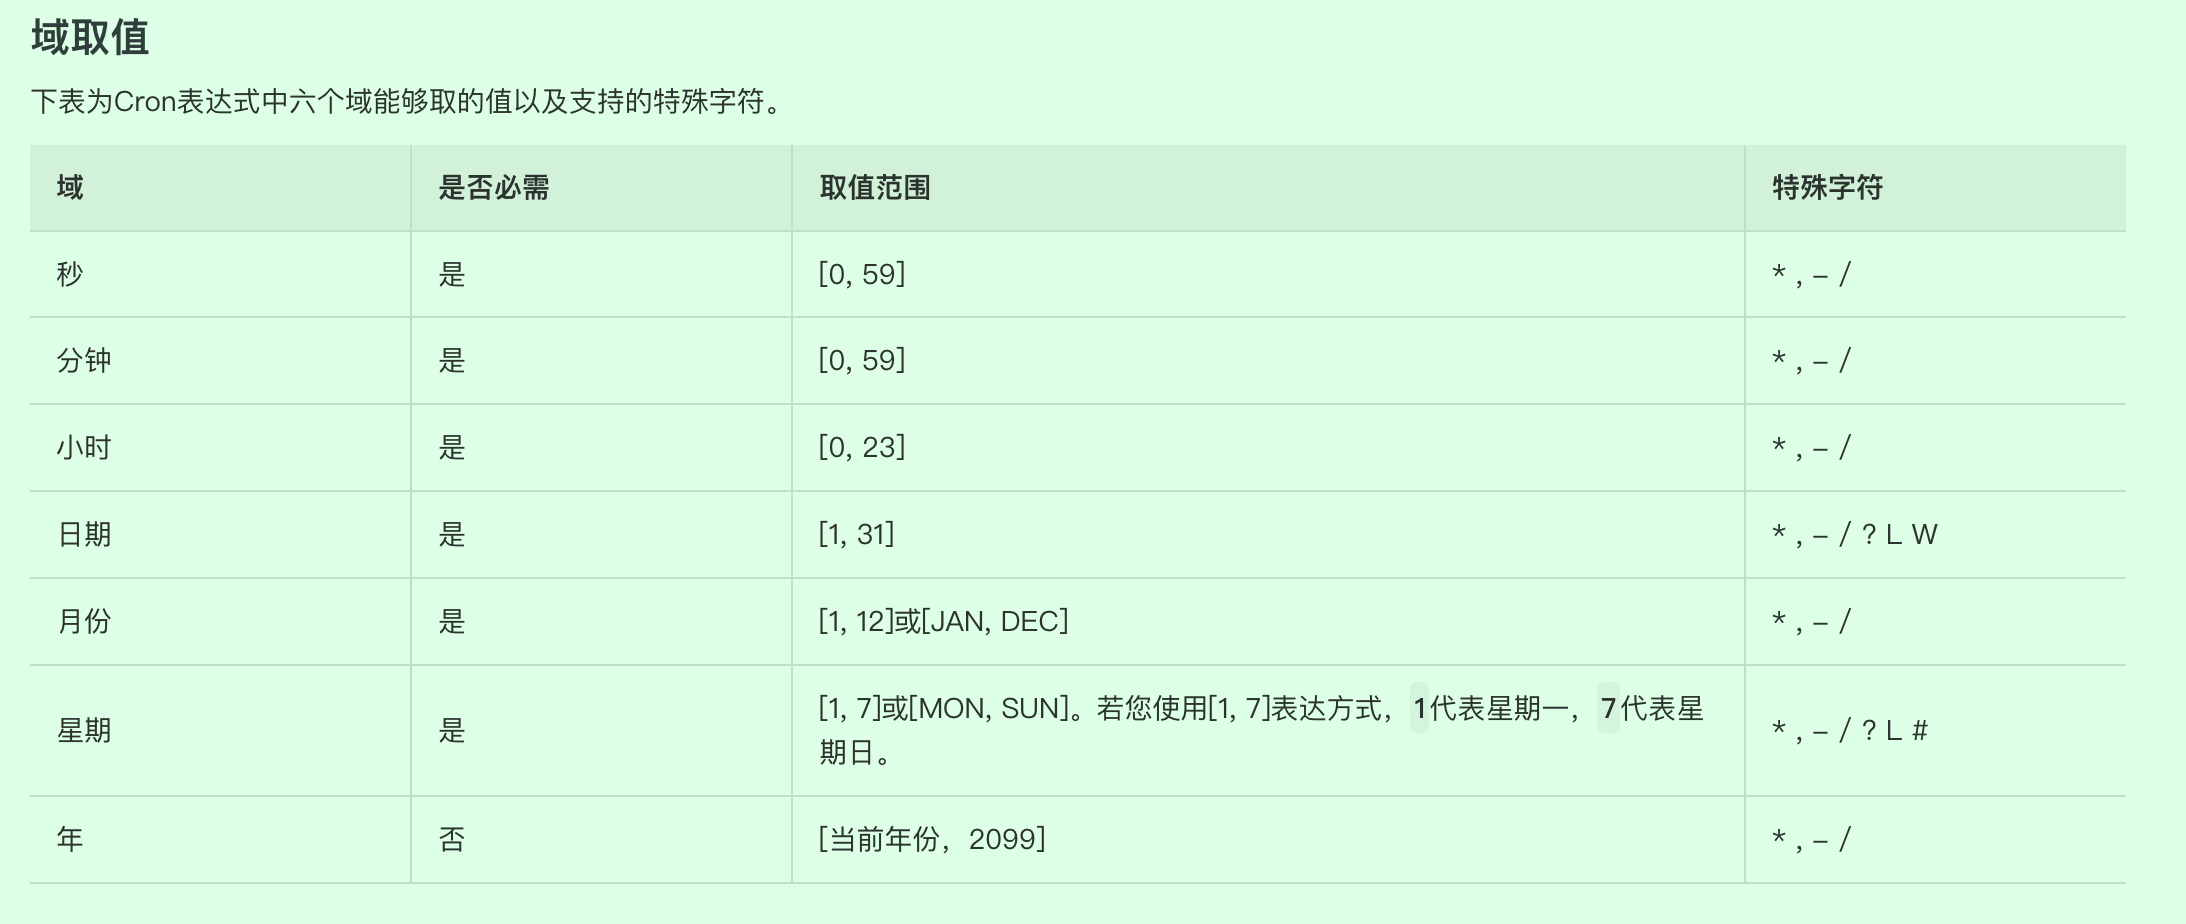 域取值
下表为Cron表达式中六个域能够取的值以及支持的特殊字符。
域 是否必需 取值范围 特殊字符
秒 是 [0, 59] * , – /
分钟 是 [0, 59] * , – /
小时 是 [0, 23] * , – /
日期 是 [1, 31] * , – / ? L W
月份 是 [1, 12]或[JAN, DEC] * , – /
星期 是 [1, 7]或[MON, SUN]。若您使用[1, 7]表达方式，1代表星期一，7代表星
期日。 * , – / ? L #
年 否 [当前年份，2099] * , – /